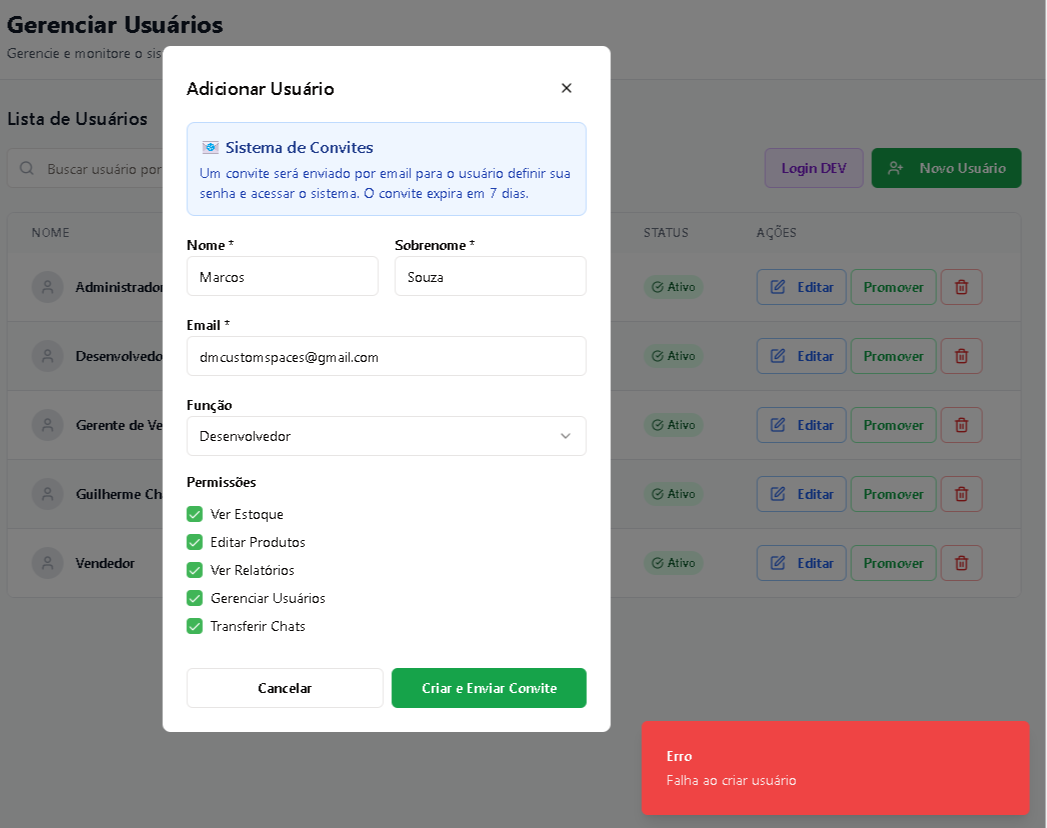 Gerenciar Usuários
Gerencie e monitore o sis
Lista de Usuários
Buscar usuário por
Login DEV
Novo Usuário
NOME
STATUS
AÇÕES
Administrador
Ativo
Editar
Promover
Desenvolvedo
Ativo
Editar
Promover
Gerente de Ve
Ativo
Editar
Promover
Guilherme Ch
Ativo
Editar
Promover
Vendedor
Ativo
Editar
Promover
Adicionar Usuário
Sistema de Convites
Um convite será enviado por email para o usuário definir sua
senha e acessar o sistema. O convite expira em 7 dias.
Nome *
Sobrenome *
Marcos
Souza
Email *
dmcustomspaces@gmail.com
Função
Desenvolvedor
Permissões
Ver Estoque
Editar Produtos
Ver Relatórios
Gerenciar Usuários
Transferir Chats
Cancelar
Criar e Enviar Convite
Erro
Falha ao criar usuário